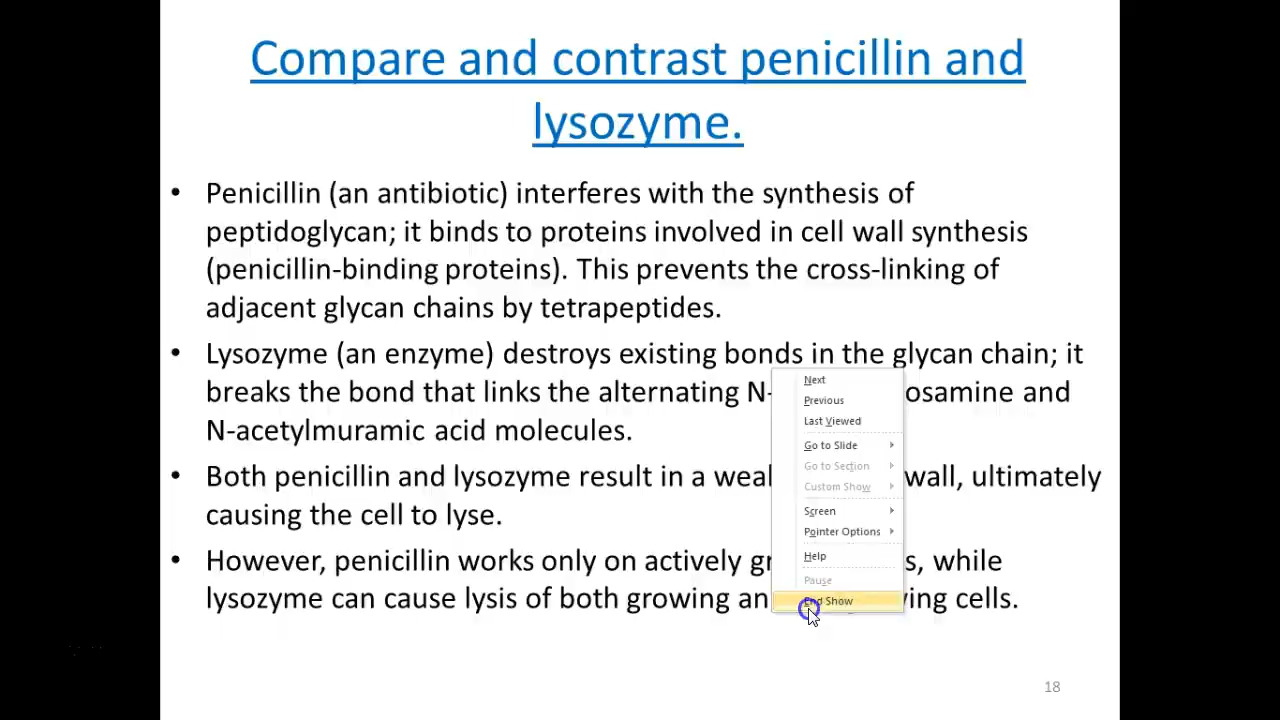 Compare and contrast penicillin and
lysozyme.
• Penicillin (an antibiotic) interferes with the synthesis of
peptidoglycan; it binds to proteins involved in cell wall synthesis
(penicillin-binding proteins). This prevents the cross-linking of
adjacent glycan chains by tetrapeptides.
• Lysozyme (an enzyme) destroys existing bonds in the glycan chain; it
breaks the bond that links the alternating N- osamine and
N-acetylmuramic acid molecules.
• Both penicillin and lysozyme result in a wall, ultimately
causing the cell to lyse.
• However, penicillin works only on actively while
lysozyme can cause lysis of both growing cells.
Next
Previous
Last Viewed
Go to Slide
Go to Section
Custom Show
Screen
Pointer Options
Help
Pause
End Show
18